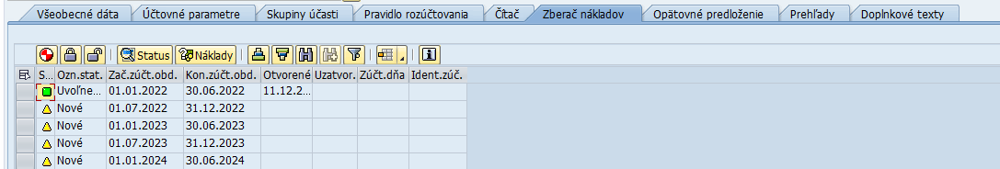 Všeobecné dáta Účtovné parametre Skupiny účasti Pravidlo rozúčtovania Čítač Zberač nákladov Opätovné predloženie Prehľady Doplnkové texty
Status Náklady
S... Ozn.stat. Zač.zúčt.obd. Kon.zúčt.obd. Otvorené Uzatvor. Zúčt.dňa Ident.zúč.
Uvoľne... 01.01.2022 30.06.2022 11.12.2...
Nové 01.07.2022 31.12.2022
Nové 01.01.2023 30.06.2023
Nové 01.07.2023 31.12.2023
Nové 01.01.2024 30.06.2024